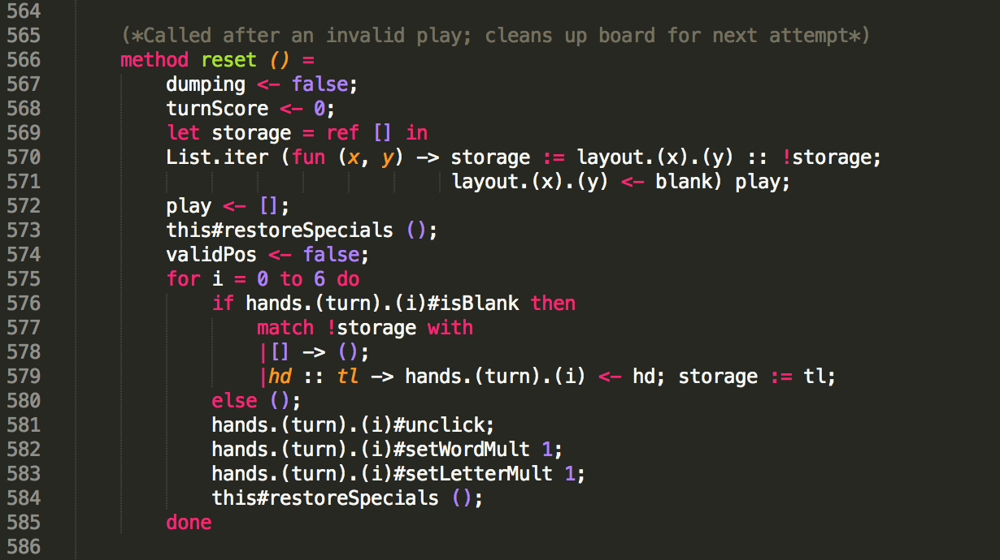 564
565 (*Called after an invalid play; cleans up board for next attempt*)
566 method reset () =
567 dumping <- false;
568 turnScore <- 0;
569 let storage = ref [] in
570 List.iter (fun (x, y) -> storage := layout.(x).(y) :: !storage;
571 layout.(x).(y) <- blank) play;
572 play <- [];
573 this#restoreSpecials ();
574 validPos <- false;
575 for i = 0 to 6 do
576 if hands.(turn).(i)#isBlank then
577 match !storage with
578 |[] -> ();
579 |hd :: tl -> hands.(turn).(i) <- hd; storage := tl;
580 else ();
581 hands.(turn).(i)#unclick;
582 hands.(turn).(i)#setWordMult 1;
583 hands.(turn).(i)#setLetterMult 1;
584 this#restoreSpecials ();
585 done
586